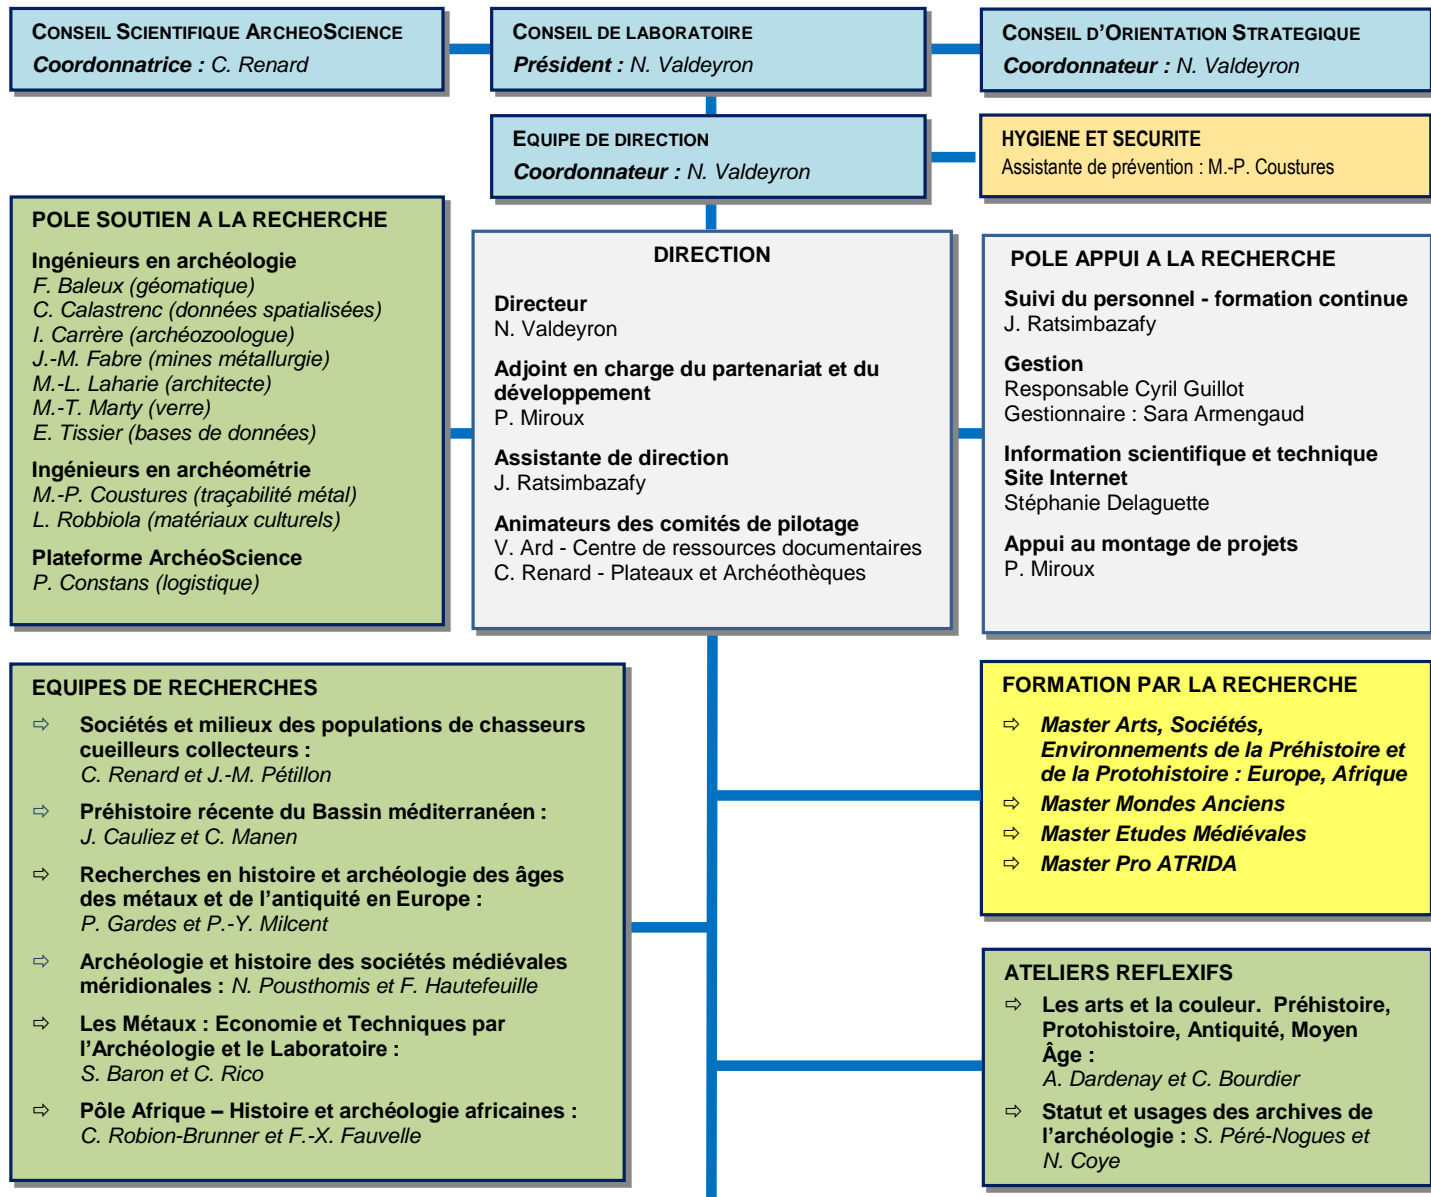 CONSEIL SCIENTIFIQUE ARCHEOSCIENCE
Coordonnatrice : C. Renard
CONSEIL DE LABORATOIRE
Président : N. Valdeyron
CONSEIL D'ORIENTATION STRATEGIQUE
Coordonnateur : N. Valdeyron
EQUIPE DE DIRECTION
Coordonnateur : N. Valdeyron
HYGIENE ET SECURITE
Assistante de prévention : M.-P. Coustures
POLE SOUTIEN A LA RECHERCHE
Ingénieurs en archéologie
F. Baleux (géomatique)
C. Calastrenc (données spatialisées)
I. Carrère (archéozoologue)
J.-M. Fabre (mines métallurgie)
M.-L. Laharie (architecte)
M.-T. Marty (verre)
E. Tissier (bases de données)
Ingénieurs en archéométrie
M.-P. Coustures (traçabilité métal)
L. Robbiola (matériaux culturels)
Plateforme ArchéoScience
P. Constans (logistique)
DIRECTION
Directeur
N. Valdeyron
Adjoint en charge du partenariat et du
développement
P. Miroux
Assistante de direction
J. Ratsimbazafy
Animateurs des comités de pilotage
V. Ard - Centre de ressources documentaires
C. Renard - Plateaux et Archéothèques
POLE APPUI A LA RECHERCHE
Suivi du personnel - formation continue
J. Ratsimbazafy
Gestion
Responsable Cyril Guillot
Gestionnaire : Sara Armengaud
Information scientifique et technique
Site Internet
Stéphanie Delaguette
Appui au montage de projets
P. Miroux
EQUIPES DE RECHERCHES
⇨ Sociétés et milieux des populations de chasseurs
cueilleurs collecteurs :
C. Renard et J.-M. Pétillon
⇨ Préhistoire récente du Bassin méditerranéen :
J. Cauliez et C. Manen
⇨ Recherches en histoire et archéologie des âges
des métaux et de l'antiquité en Europe :
P. Gardes et P.-Y. Milcent
⇨ Archéologie et histoire des sociétés médiévales
méridionales : N. Pousthomis et F. Hautefeuille
⇨ Les Métaux : Economie et Techniques par
l'Archéologie et le Laboratoire :
S. Baron et C. Rico
⇨ Pôle Afrique – Histoire et archéologie africaines :
C. Robion-Brunner et F.-X. Fauvelle
FORMATION PAR LA RECHERCHE
⇨ Master Arts, Sociétés,
Environnements de la Préhistoire et
de la Protohistoire : Europe, Afrique
⇨ Master Mondes Anciens
⇨ Master Etudes Médiévales
⇨ Master Pro ATRIDA
ATELIERS REFLEXIFS
⇨ Les arts et la couleur. Préhistoire,
Protohistoire, Antiquité, Moyen
Âge :
A. Dardenay et C. Bourdier
⇨ Statut et usages des archives de
l'archéologie : S. Péré-Nogues et
N. Coye